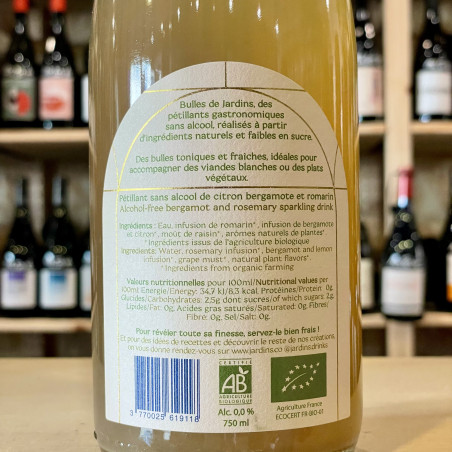 Bulles de Jardins, des
pétillants gastronomiques
sans alcool, réalisés à partir
d'ingrédients naturels et faibles en sucre.
Des bulles toniques et fraiches, idéales pour
accompagner des viandes blanches ou des plats
végétaux.
Pétillant sans alcool de citron bergamote et romarin
Alcohol-free bergamot and rosemary sparkling drink
Ingrédients : Eau, infusion de romarin*, infusion de bergamote
et citron*, moût de raisin*, arômes naturels de plantes*
*Ingrédients issus de l'agriculture biologique
Ingredients: Water, rosemary infusion*, bergamot and lemon
infusion*, grape must*, natural plant flavors*.
*Ingredients from organic farming
Valeurs nutritionnelles pour 100ml/Nutritional values per
100ml Energie/Energy: 34,7 kl/8.3 kcal, Protéines/Protein: 0g,
Glucides/Carbohydrates: 2,5g dont sucres/of which sugars: 2g,
Lipides/Fat: 0g, Acides gras saturés/Saturated fat: 0g, Fibres/
Fibre: 0g, Sel/Salt: 0g.
Pour révéler toute sa finesse, servez-le bien frais !
Et pour des idées de recettes et découvrir le reste de nos créations,
on vous donne rendez-vous sur www.jardins.co @jardins.drinks
3 770025 619118
CERTIFIÉ
AB
AGRICULTURE
BIOLOGIQUE
Alc. 0,0 %
750 ml
Agriculture France
ECOCERT FR-BIO-01